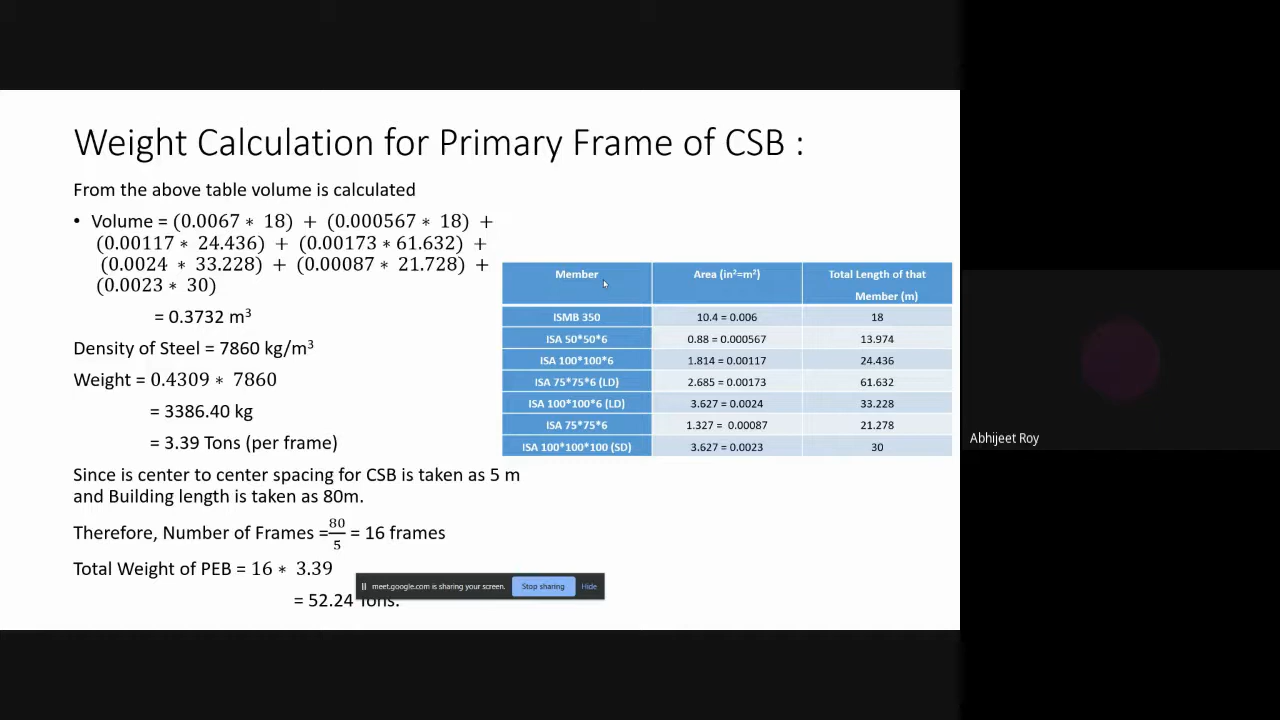 Weight Calculation for Primary Frame of CSB :
From the above table volume is calculated
• Volume = (0.0067 * 18) + (0.000567 * 18) +
(0.00117 * 24.436) + (0.00173 * 61.632) +
(0.0024 * 33.228) + (0.00087 * 21.728) +
(0.0023 * 30)
= 0.3732 m³
Density of Steel = 7860 kg/m³
Weight = 0.4309 * 7860
= 3386.40 kg
= 3.39 Tons (per frame)
Since is center to center spacing for CSB is taken as 5 m
and Building length is taken as 80m.
Therefore, Number of Frames = 80/5 = 16 frames
Total Weight of PEB = 16 * 3.39
= 52.24 Tons.
Member Area (in²=m²) Total Length of that
Member (m)
ISMB 350 10.4 = 0.006 18
ISA 50*50*6 0.88 = 0.000567 13.974
ISA 100*100*6 1.814 = 0.00117 24.436
ISA 75*75*6 (LD) 2.685 = 0.00173 61.632
ISA 100*100*6 (LD) 3.627 = 0.0024 33.228
ISA 75*75*6 1.327 = 0.00087 21.278
ISA 100*100*100 (SD) 3.627 = 0.0023 30
meet.google.com is sharing your screen. Stop sharing Hide
Abhijeet Roy